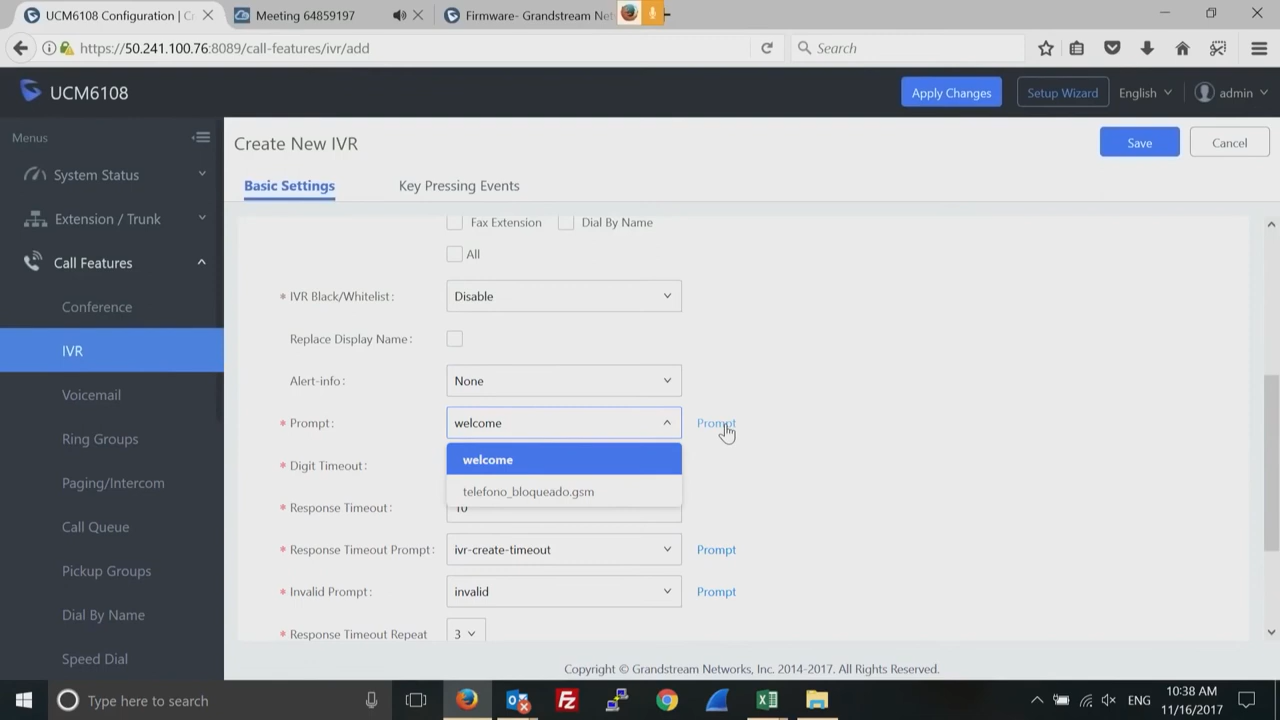 UCM6108 Configuration | C
Meeting 64859197
Firmware- Grandstream Net
https://50.241.100.76:8089/call-features/ivr/add
Search
UCM6108
Apply Changes
Setup Wizard
English
admin
Menus
System Status
Extension / Trunk
Call Features
Conference
IVR
Voicemail
Ring Groups
Paging/Intercom
Call Queue
Pickup Groups
Dial By Name
Speed Dial
Create New IVR
Save
Cancel
Basic Settings
Key Pressing Events
Fax Extension
Dial By Name
All
* IVR Black/Whitelist :
Disable
Replace Display Name :
Alert-info :
None
* Prompt :
welcome
Prompt
welcome
telefono_bloqueado.gsm
* Digit Timeout :
* Response Timeout :
10
* Response Timeout Prompt :
ivr-create-timeout
Prompt
* Invalid Prompt :
invalid
Prompt
* Response Timeout Repeat
3
Copyright © Grandstream Networks, Inc. 2014-2017. All Rights Reserved.
Type here to search
ENG
10:38 AM
11/16/2017